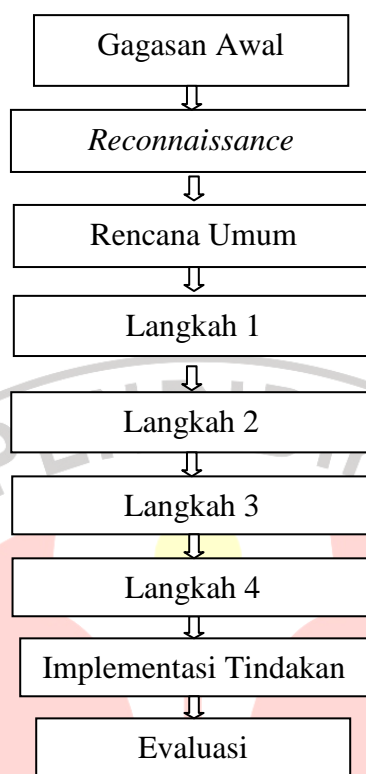 Gagasan Awal
Reconnaissance
Rencana Umum
Langkah 1
Langkah 2
Langkah 3
Langkah 4
Implementasi Tindakan
Evaluasi